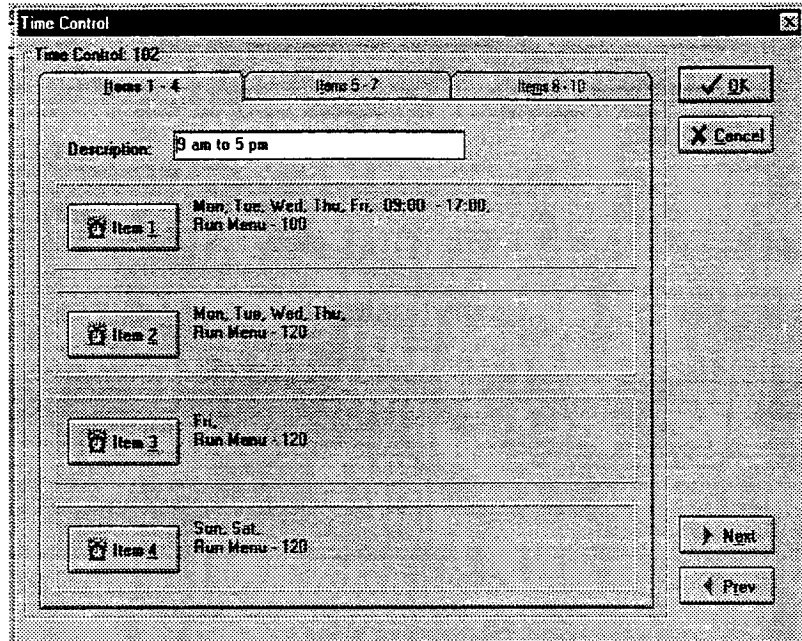 Time Control
Time Control: 102
Items 1 - 4
Items 5 - 7
Items 8 - 10
OK
Cancel
Description:
9 am to 5 pm
Item 1
Mon, Tue, Wed, Thu, Fri, 09:00 - 17:00,
Run Menu - 100
Item 2
Mon, Tue, Wed, Thu,
Run Menu - 120
Item 3
Fri,
Run Menu - 120
Item 4
Sun, Sat,
Run Menu - 120
Next
Prev